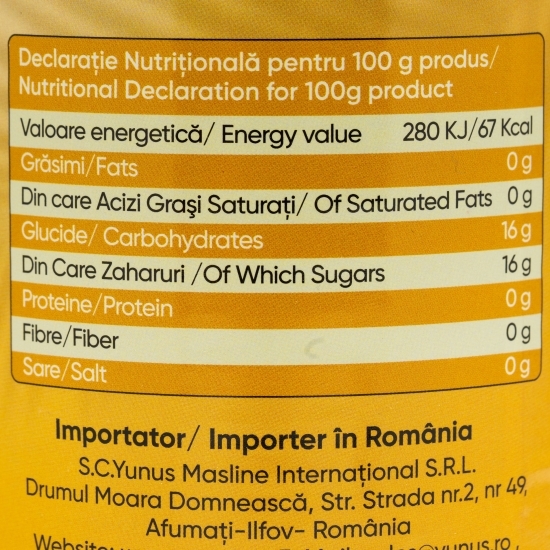 Declarație Nutrițională pentru 100 g produs/
Nutritional Declaration for 100g product
Valoare energetică/ Energy value 280 KJ/67 Kcal
Grăsimi/Fats 0 g
Din care Acizi Grași Saturați/ Of Saturated Fats 0 g
Glucide/ Carbohydrates 16 g
Din Care Zaharuri /Of Which Sugars 16 g
Proteine/Protein 0 g
Fibre/Fiber 0 g
Sare/Salt 0 g
Importator/ Importer în România
S.C.Yunus Masline Internațional S.R.L.
Drumul Moara Domnească, Str. Strada nr.2, nr 49,
Afumați-Ilfov- România